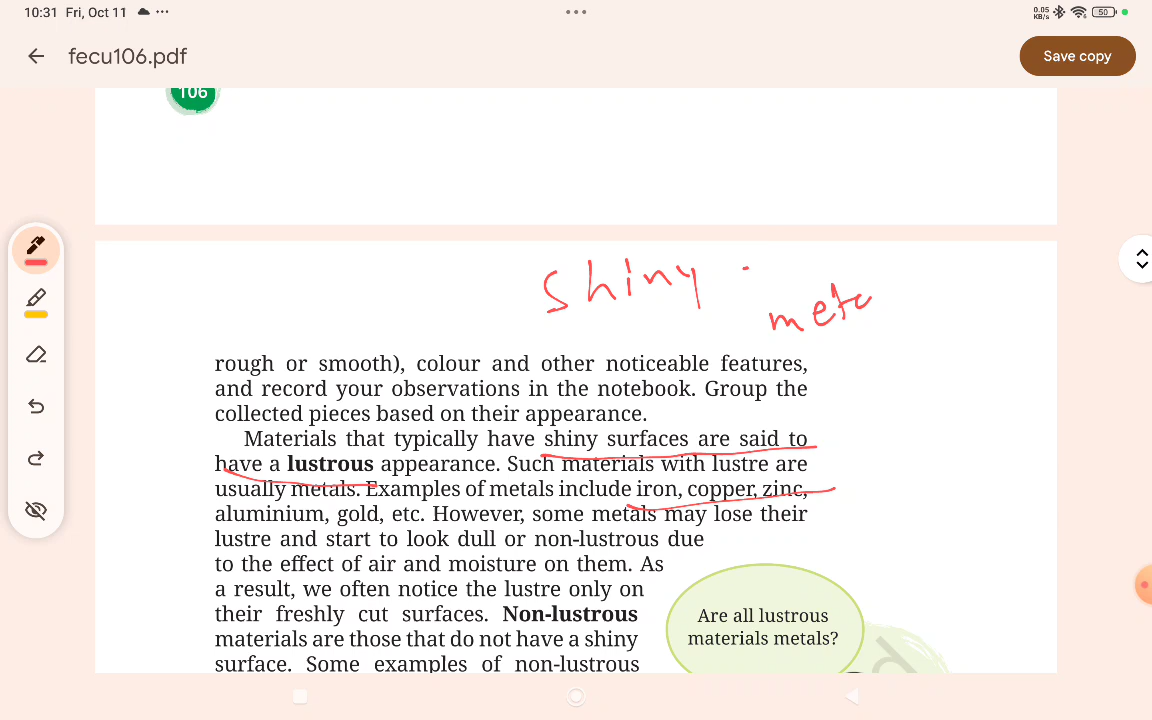 10:31 Fri, Oct 11
0.05 KB/s
50
fecu106.pdf
Save copy
106
shiny
meta
rough or smooth), colour and other noticeable features,
and record your observations in the notebook. Group the
collected pieces based on their appearance.
Materials that typically have shiny surfaces are said to
have a lustrous appearance. Such materials with lustre are
usually metals. Examples of metals include iron, copper, zinc,
aluminium, gold, etc. However, some metals may lose their
lustre and start to look dull or non-lustrous due
to the effect of air and moisture on them. As
a result, we often notice the lustre only on
their freshly cut surfaces. Non-lustrous
materials are those that do not have a shiny
surface. Some examples of non-lustrous
Are all lustrous
materials metals?
d